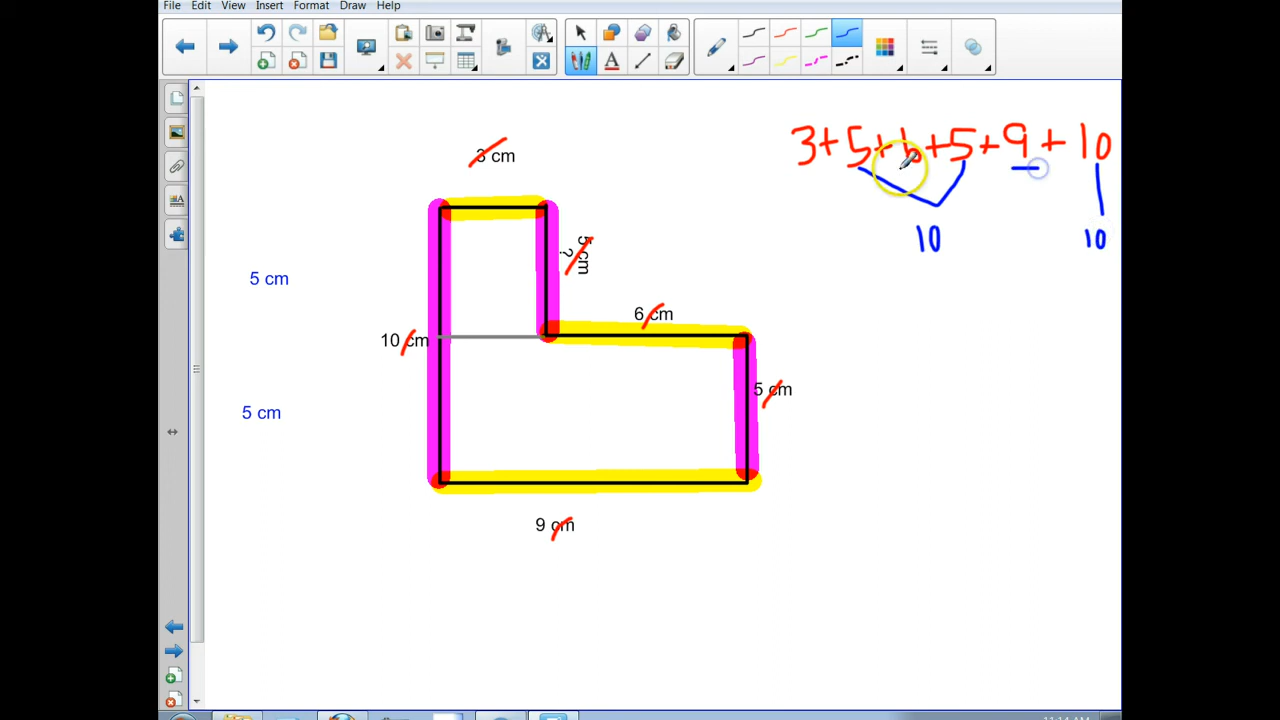 File Edit View Insert Format Draw Help
3+5+6+5+9+10
3 cm
10
10
5 cm
?
5 cm
6 cm
10 cm
5 cm
5 cm
9 cm